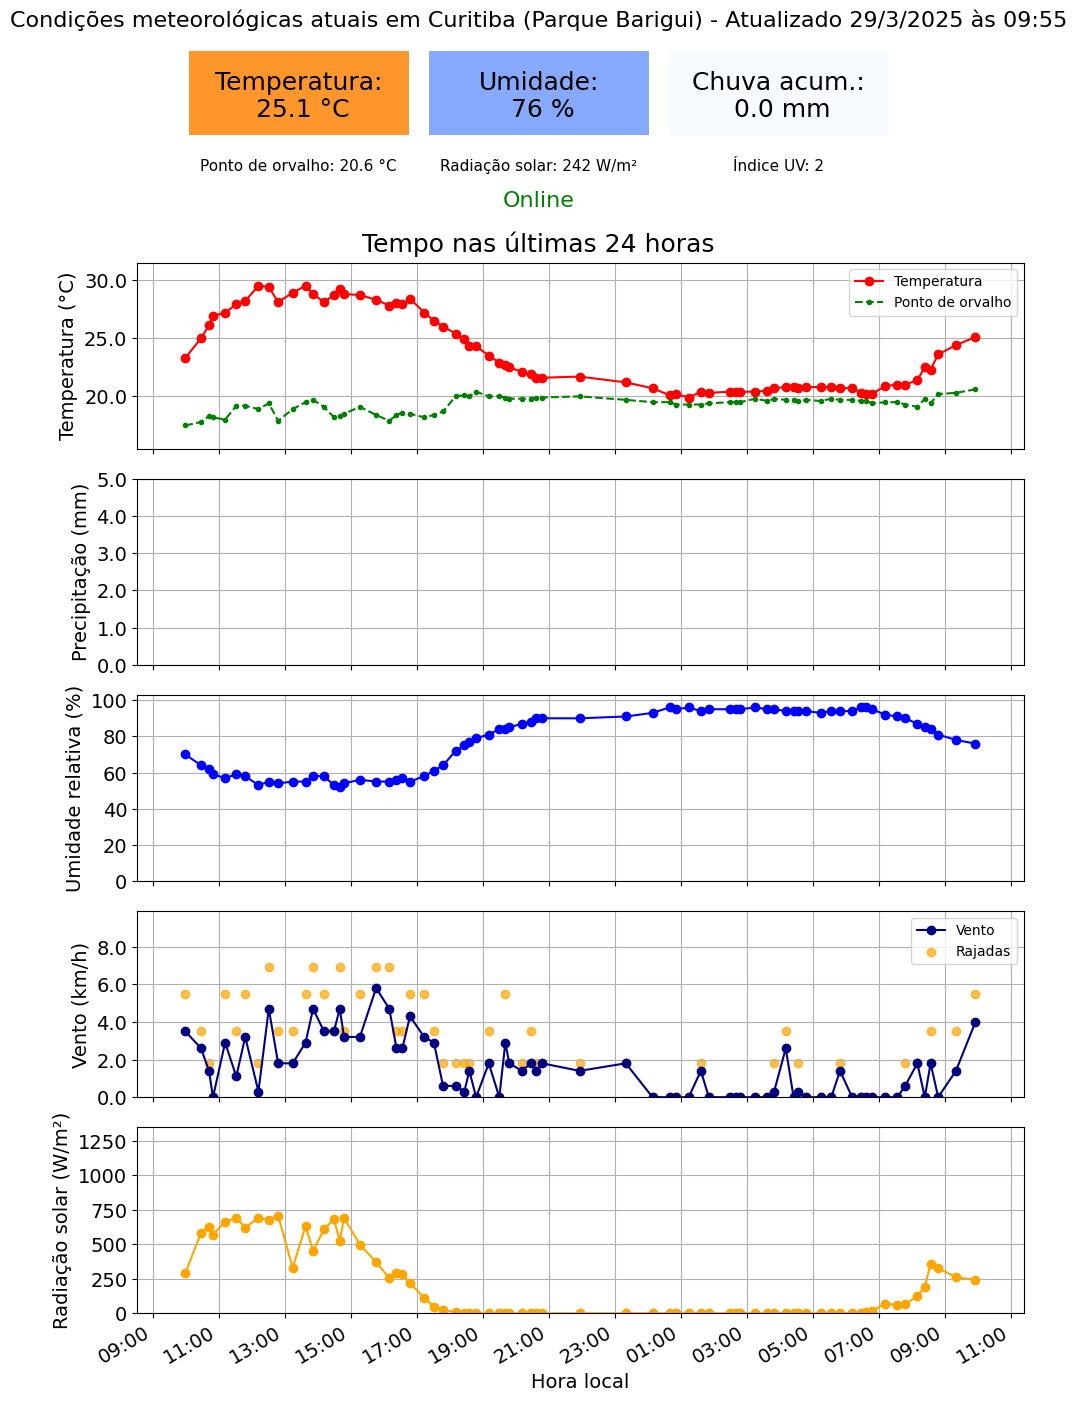 Condições meteorológicas atuais em Curitiba (Parque Barigui) - Atualizado 29/3/2025 às 09:55
Temperatura:
25.1 °C
Umidade:
76 %
Chuva acum.:
0.0 mm
Ponto de orvalho: 20.6 °C
Radiação solar: 242 W/m²
Índice UV: 2
Online
Tempo nas últimas 24 horas
Temperatura (°C)
30.0
25.0
20.0
Temperatura
Ponto de orvalho
Precipitação (mm)
5.0
4.0
3.0
2.0
1.0
0.0
Umidade relativa (%)
100
80
60
40
20
0
Vento (km/h)
8.0
6.0
4.0
2.0
0.0
Vento
Rajadas
Radiação solar (W/m²)
1250
1000
750
500
250
0
09:00
11:00
13:00
15:00
17:00
19:00
21:00
23:00
01:00
03:00
05:00
07:00
09:00
11:00
Hora local